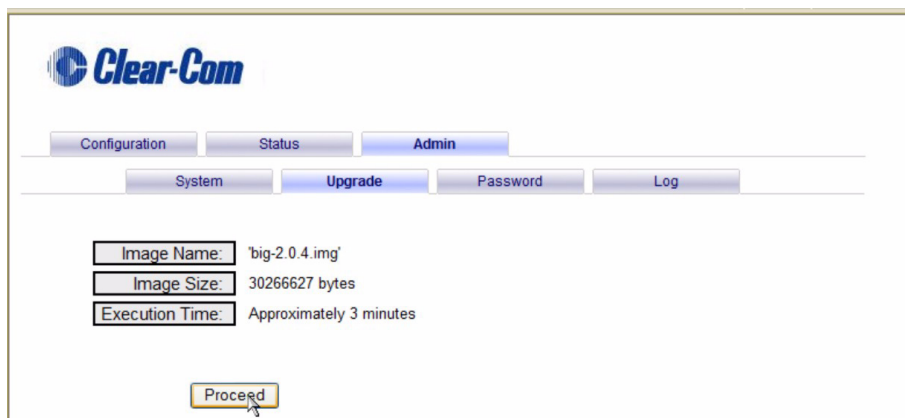 Clear-Com
Configuration Status Admin
System Upgrade Password Log
Image Name: 'big-2.0.4.img'
Image Size: 30266627 bytes
Execution Time: Approximately 3 minutes
Proceed